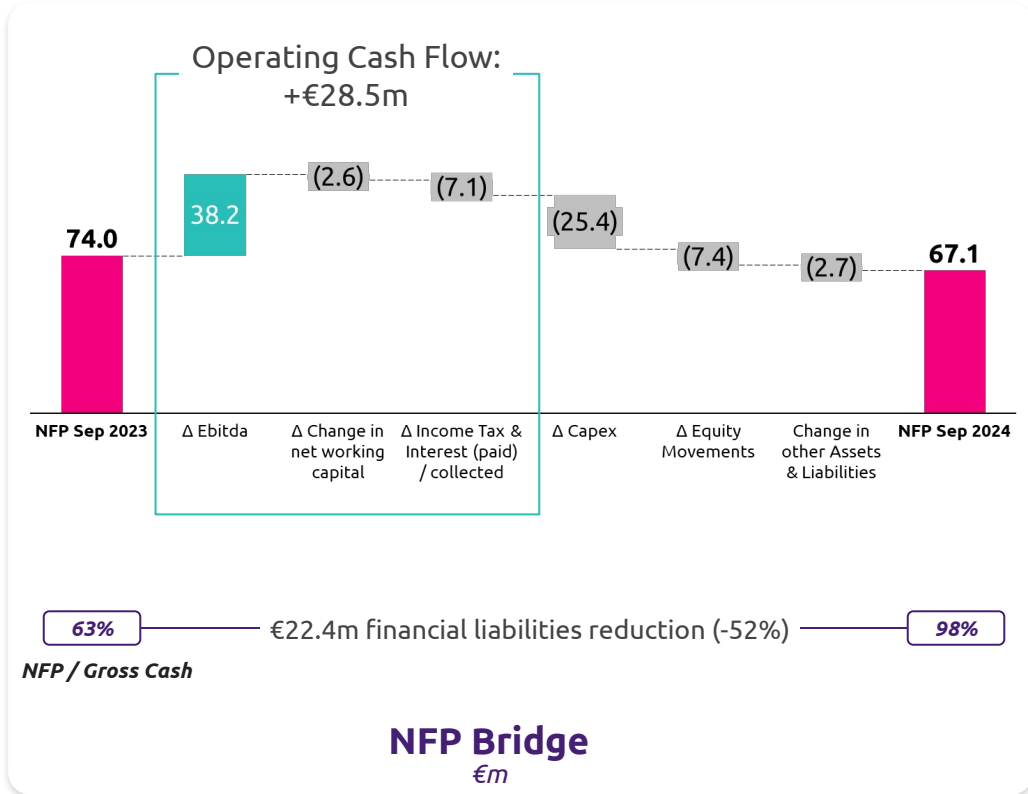 Operating Cash Flow:
+€28.5m
74.0
38.2
(2.6)
(7.1)
(25.4)
(7.4)
(2.7)
67.1
NFP Sep 2023
Δ Ebitda
Δ Change in
net working
capital
Δ Income Tax &
Interest (paid)
/ collected
Δ Capex
Δ Equity
Movements
Change in
other Assets
& Liabilities
NFP Sep 2024
63%
€22.4m financial liabilities reduction (-52%)
98%
NFP / Gross Cash
NFP Bridge
€m